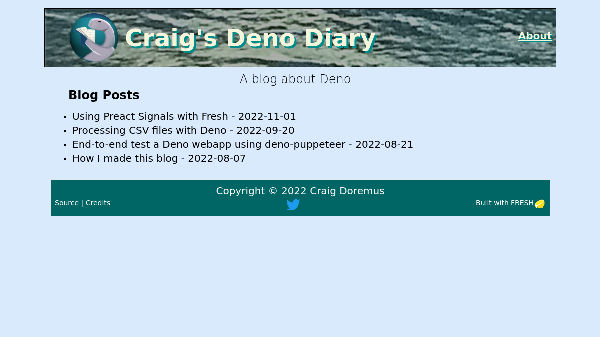 Craig's Deno Diary
About
A blog about Deno
Blog Posts
Using Preact Signals with Fresh - 2022-11-01
Processing CSV files with Deno - 2022-09-20
End-to-end test a Deno webapp using deno-puppeteer - 2022-08-21
How I made this blog - 2022-08-07
Copyright © 2022 Craig Doremus
Source | Credits
Built with FRESH